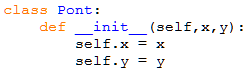 class Pont:
    def __init__(self,x,y):
        self.x = x
        self.y = y